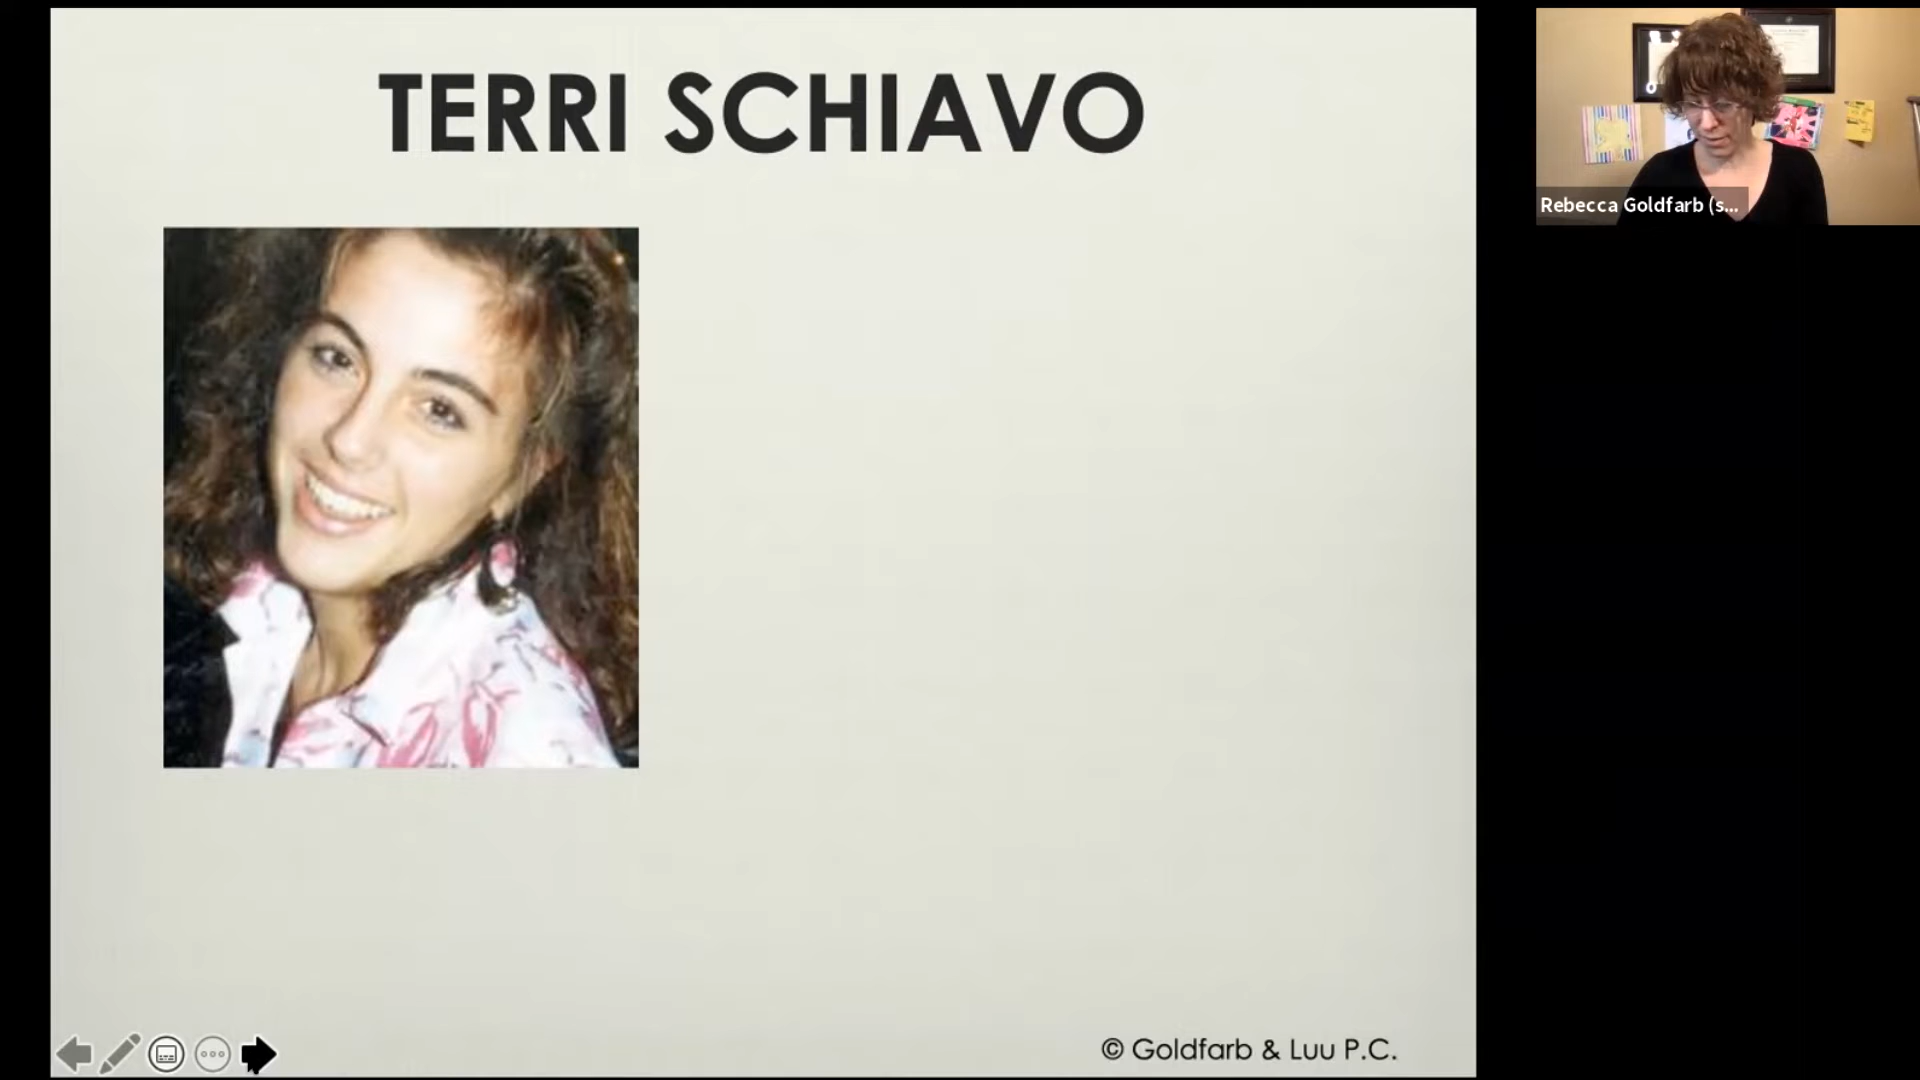 TERRI SCHIAVO
Rebecca Goldfarb (s...
© Goldfarb & Luu P.C.